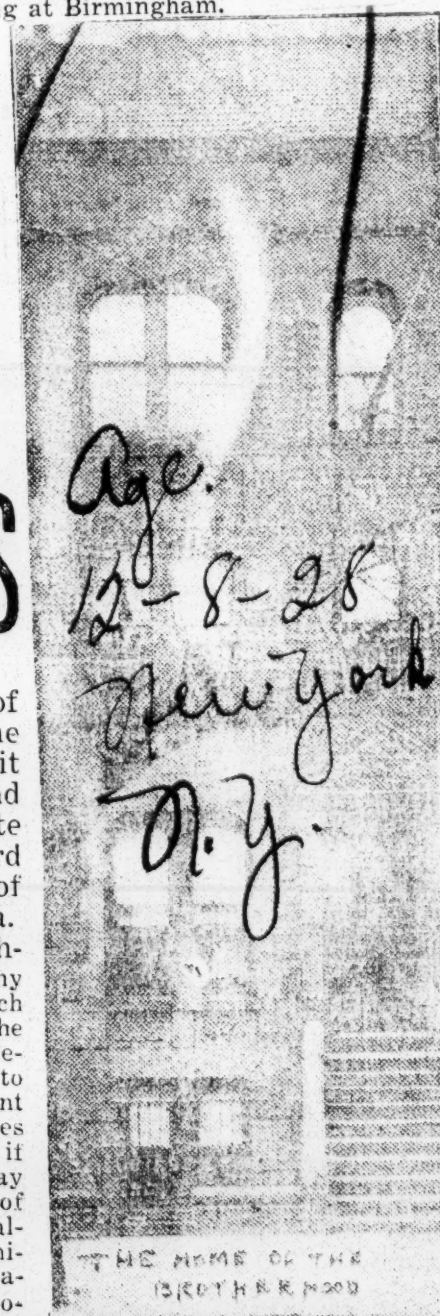 g at Birmingham.
Age.
12-8-28
New York
N.Y.
S
of
he
it
nd
te
rd
of
a.
h-
ny
ch
he
e-
to
nt
es
if
ay
of
al-
ni-
a-
o-
THE HOME OF THE
BROTHERHOOD